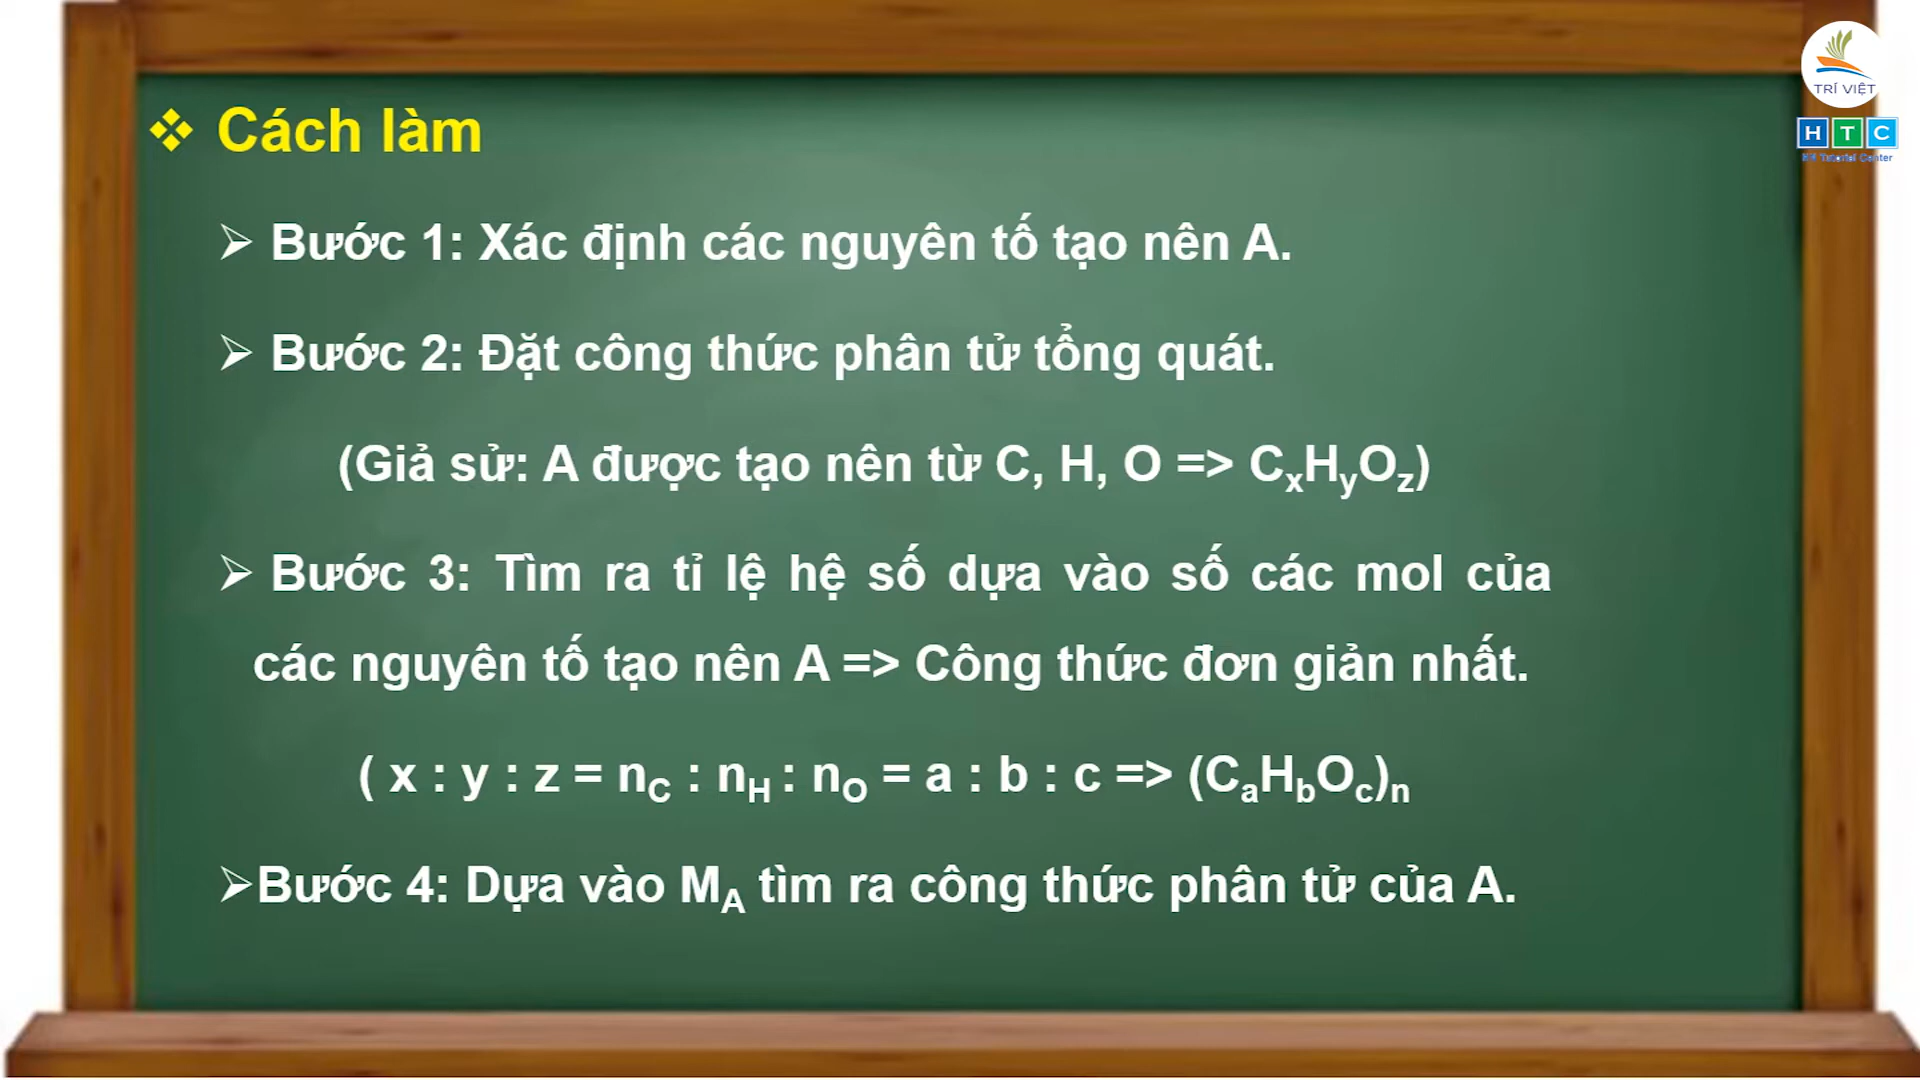 TRÍ VIỆT
H T C
❖ Cách làm
➢ Bước 1: Xác định các nguyên tố tạo nên A.
➢ Bước 2: Đặt công thức phân tử tổng quát.
(Giả sử: A được tạo nên từ C, H, O => CxHyOz)
➢ Bước 3: Tìm ra tỉ lệ hệ số dựa vào số các mol của
các nguyên tố tạo nên A => Công thức đơn giản nhất.
( x : y : z = nC : nH : nO = a : b : c => (CaHbOc)n
➢Bước 4: Dựa vào MA tìm ra công thức phân tử của A.